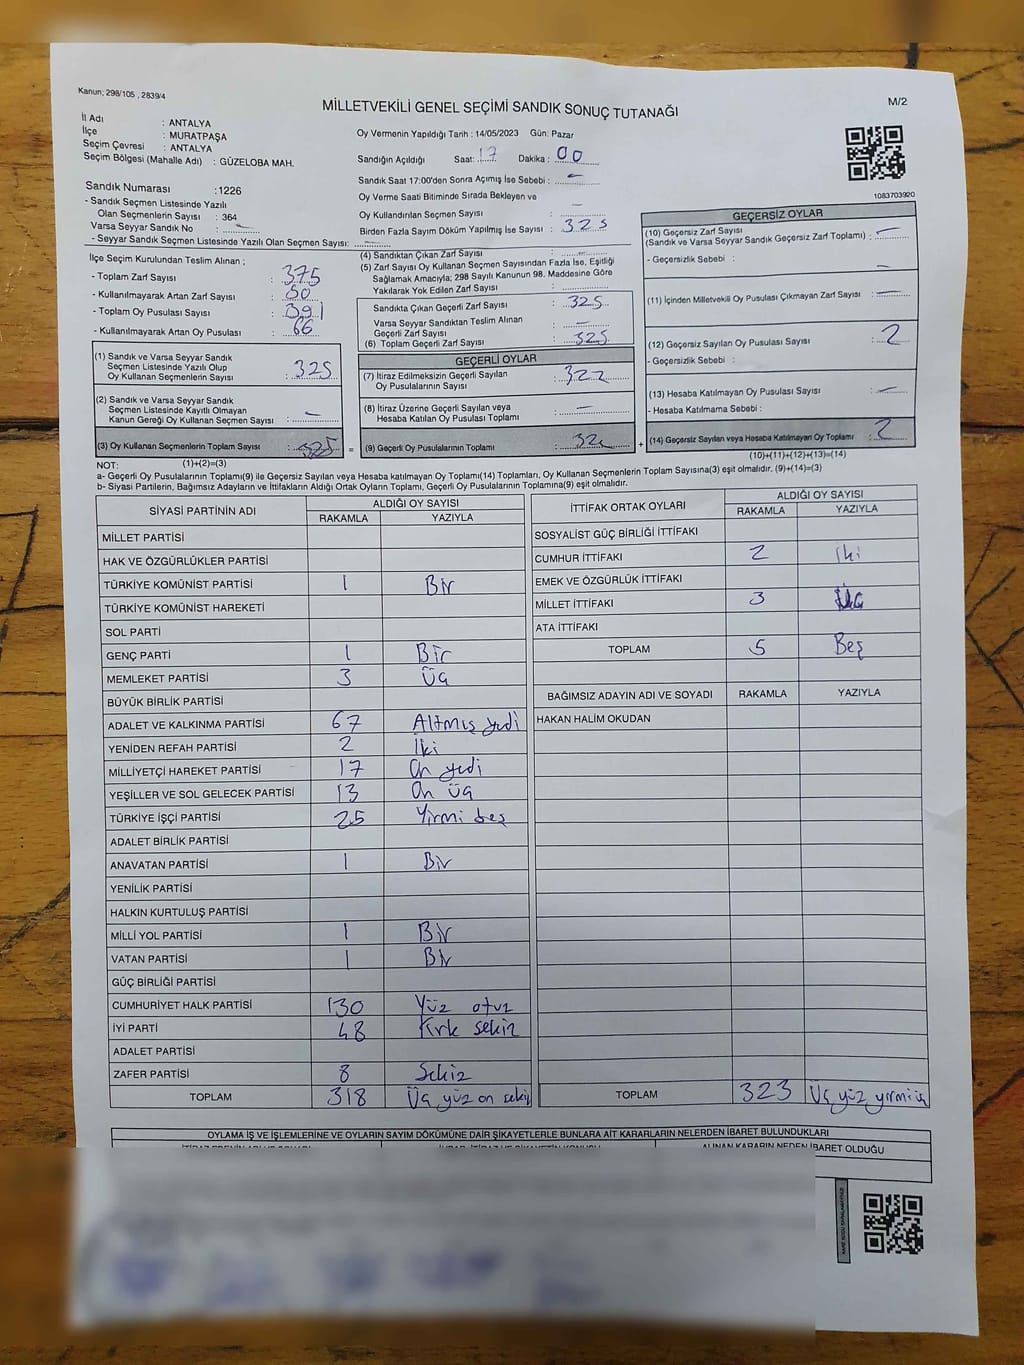 Kanun; 298/105 , 2839/4
MİLLETVEKİLİ GENEL SEÇİMİ SANDIK SONUÇ TUTANAĞI
M/2
İl Adı : ANTALYA
İlçe : MURATPAŞA
Seçim Çevresi : ANTALYA
Seçim Bölgesi (Mahalle Adı) : GÜZELOBA MAH.
Oy Vermenin Yapıldığı Tarih : 14/05/2023 Gün: Pazar
Sandığın Açıldığı Saat: 17 Dakika : 00
Sandık Saat 17:00'den Sonra Açımış İse Sebebi : -
Oy Verme Saati Bitiminde Sırada Bekleyen ve
Oy Kullandırılan Seçmen Sayısı : -
Birden Fazla Sayım Döküm Yapılmış İse Sayısı : 325
1083703920
Sandık Numarası : 1226
- Sandık Seçmen Listesinde Yazılı
Olan Seçmenlerin Sayısı : 364
Varsa Seyyar Sandık No : -
- Seyyar Sandık Seçmen Listesinde Yazılı Olan Seçmen Sayısı: -
İlçe Seçim Kurulundan Teslim Alınan ;
- Toplam Zarf Sayısı : 375
- Kullanılmayarak Artan Zarf Sayısı : 50
- Toplam Oy Pusulası Sayısı : 391
- Kullanılmayarak Artan Oy Pusulası : 66
(1) Sandık ve Varsa Seyyar Sandık
Seçmen Listesinde Yazılı Olup
Oy Kullanan Seçmenlerin Sayısı : 325
(2) Sandık ve Varsa Seyyar Sandık
Seçmen Listesinde Kayıtlı Olmayan
Kanun Gereği Oy Kullanan Seçmen Sayısı : -
(3) Oy Kullanan Seçmenlerin Toplam Sayısı : 325
(1)+(2)=(3)
(4) Sandıktan Çıkan Zarf Sayısı :
(5) Zarf Sayısı Oy Kullanan Seçmen Sayısından Fazla İse, Eşitliği
Sağlamak Amacıyla; 298 Sayılı Kanunun 98. Maddesine Göre
Yakılarak Yok Edilen Zarf Sayısı :
Sandıkta Çıkan Geçerli Zarf Sayısı : 325
Varsa Seyyar Sandıktan Teslim Alınan
Geçerli Zarf Sayısı : -
(6) Toplam Geçerli Zarf Sayısı : 325
GEÇERLİ OYLAR
(7) İtiraz Edilmeksizin Geçerli Sayılan
Oy Pusulalarının Sayısı : 322
(8) İtiraz Üzerine Geçerli Sayılan veya
Hesaba Katılan Oy Pusulası Toplamı : -
(9) Geçerli Oy Pusulalarının Toplamı :
GEÇERSİZ OYLAR
(10) Geçersiz Zarf Sayısı
(Sandık ve Varsa Seyyar Sandık Geçersiz Zarf Toplamı) : -
- Geçersizlik Sebebi : -
(11) İçinden Milletvekili Oy Pusulası Çıkmayan Zarf Sayısı : -
(12) Geçersiz Sayılan Oy Pusulası Sayısı : 2
- Geçersizlik Sebebi :
(13) Hesaba Katılmayan Oy Pusulası Sayısı : -
- Hesaba Katılmama Sebebi :
(14) Geçersiz Sayılan veya Hesaba Katılmayan Oy Toplamı : 2
(10)+(11)+(12)+(13)=(14)
NOT:
a- Geçerli Oy Pusulalarının Toplamı(9) ile Geçersiz Sayılan veya Hesaba katılmayan Oy Toplamı(14) Toplamları, Oy Kullanan Seçmenlerin Toplam Sayısına(3) eşit olmalıdır. (9)+(14)=(3)
b- Siyasi Partilerin, Bağımsız Adayların ve İttifakların Aldığı Ortak Oyların Toplamı, Geçerli Oy Pusulalarının Toplamına(9) eşit olmalıdır.
SİYASİ PARTİNİN ADI ALDIĞI OY SAYISI
RAKAMLA YAZIYLA
MİLLET PARTİSİ
HAK VE ÖZGÜRLÜKLER PARTİSİ
TÜRKİYE KOMÜNİST PARTİSİ 1 Bir
TÜRKİYE KOMÜNİST HAREKETİ
SOL PARTİ
GENÇ PARTİ 1 Bir
MEMLEKET PARTİSİ 3 Üç
BÜYÜK BİRLİK PARTİSİ
ADALET VE KALKINMA PARTİSİ 67 Altmış yedi
YENİDEN REFAH PARTİSİ 2 İki
MİLLİYETÇİ HAREKET PARTİSİ 17 On yedi
YEŞİLLER VE SOL GELECEK PARTİSİ 13 On üç
TÜRKİYE İŞÇİ PARTİSİ 25 Yirmi beş
ADALET BİRLİK PARTİSİ
ANAVATAN PARTİSİ 1 Bir
YENİLİK PARTİSİ
HALKIN KURTULUŞ PARTİSİ
MİLLİ YOL PARTİSİ 1 Bir
VATAN PARTİSİ 1 Bir
GÜÇ BİRLİĞİ PARTİSİ
CUMHURİYET HALK PARTİSİ 130 Yüz otuz
İYİ PARTİ 48 Kırk sekiz
ADALET PARTİSİ
ZAFER PARTİSİ 8 Sekiz
TOPLAM 318 Üç yüz on sekiz
İTTİFAK ORTAK OYLARI ALDIĞI OY SAYISI
RAKAMLA YAZIYLA
SOSYALİST GÜÇ BİRLİĞİ İTTİFAKI
CUMHUR İTTİFAKI 2 İki
EMEK VE ÖZGÜRLÜK İTTİFAKI
MİLLET İTTİFAKI 3
ATA İTTİFAKI
TOPLAM 5 Beş
BAĞIMSIZ ADAYIN ADI VE SOYADI RAKAMLA YAZIYLA
HAKAN HALİM OKUDAN
TOPLAM 323 Üç yüz yirmi üç
OYLAMA İŞ VE İŞLEMLERİNE VE OYLARIN SAYIM DÖKÜMÜNE DAİR ŞİKAYETLERLE BUNLARA AİT KARARLARIN NELERDEN İBARET BULUNDUKLARI
ALINAN KARARIN NEDEN İBARET OLDUĞU